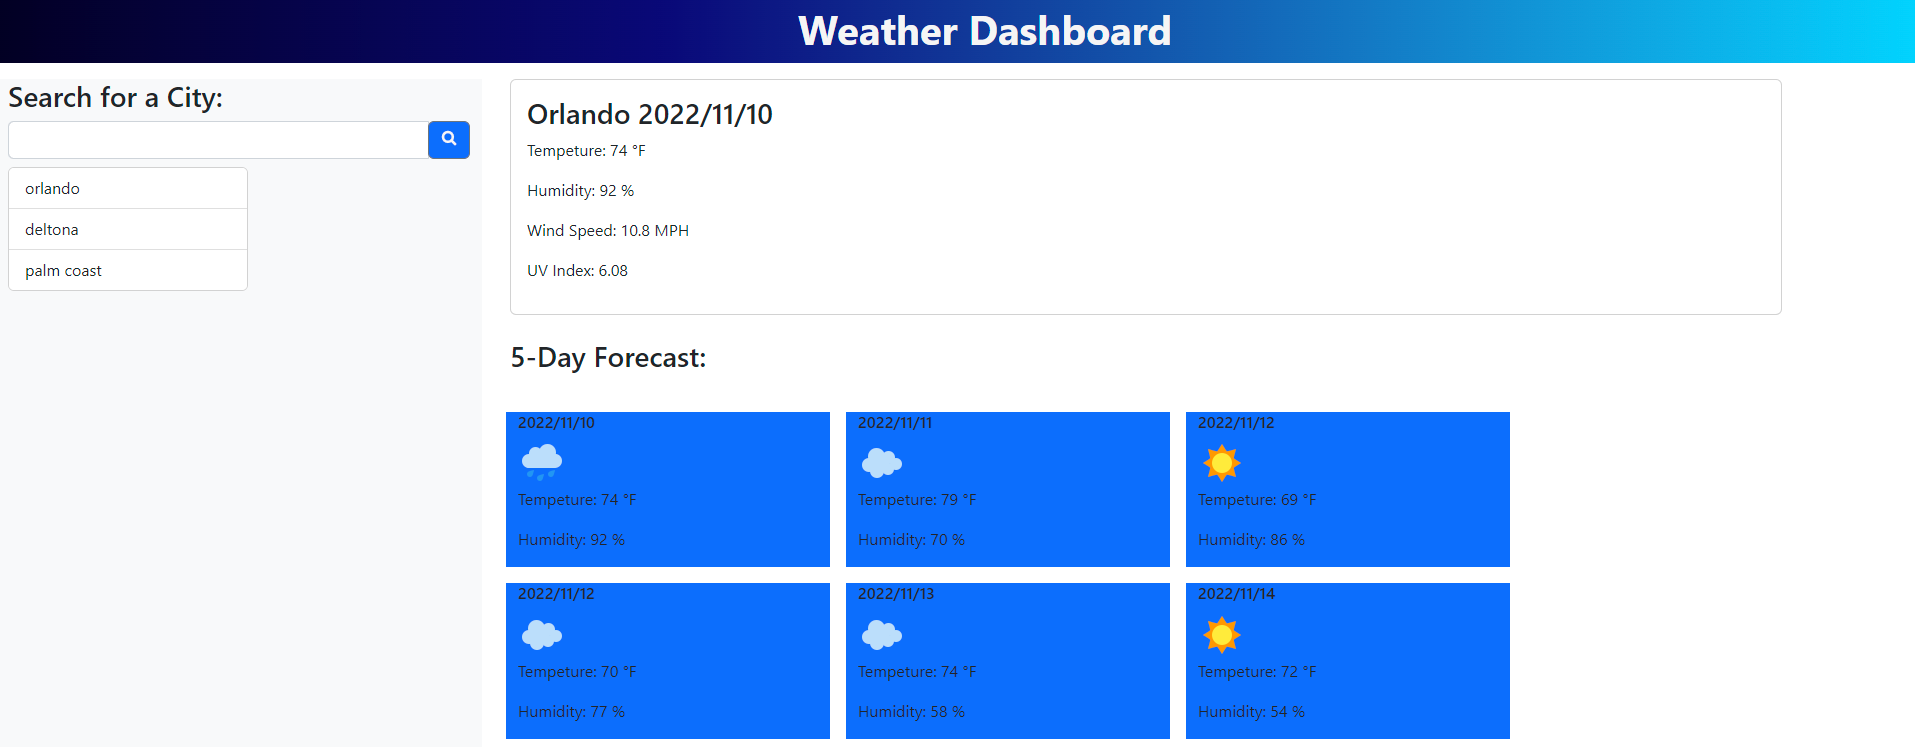 Weather Dashboard
Search for a City:
orlando
deltona
palm coast
Orlando 2022/11/10
Tempeture: 74 °F
Humidity: 92 %
Wind Speed: 10.8 MPH
UV Index: 6.08
5-Day Forecast:
2022/11/10
Tempeture: 74 °F
Humidity: 92 %
2022/11/11
Tempeture: 79 °F
Humidity: 70 %
2022/11/12
Tempeture: 69 °F
Humidity: 86 %
2022/11/12
Tempeture: 70 °F
Humidity: 77 %
2022/11/13
Tempeture: 74 °F
Humidity: 58 %
2022/11/14
Tempeture: 72 °F
Humidity: 54 %